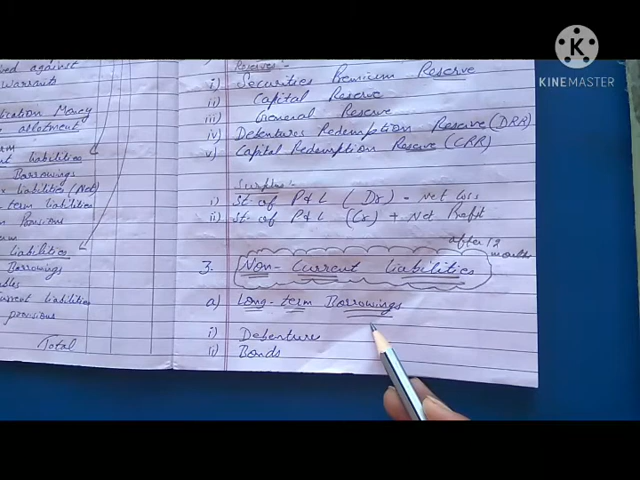 against
warrants
Money
allotment
liabilities
Borrowings
liabilities (Net)
-term liabilities
Provisions
liabilities
Borrowings
liabilities
provisions
Total
Reserves:-
i) Securities Premium Reserve
ii) Capital Reserve
iii) General Reserve
iv) Debentures Redemption Reserve (DRR)
v) Capital Redemption Reserve (CRR)
Surplus:-
i) St. of P & L (Dr) - Net loss
ii) St. of P & L (Cr) + Net Profit
after 12 months
3. Non-Current Liabilities
a) Long-term Borrowings
i) Debenture
ii) Bonds
KINEMASTER